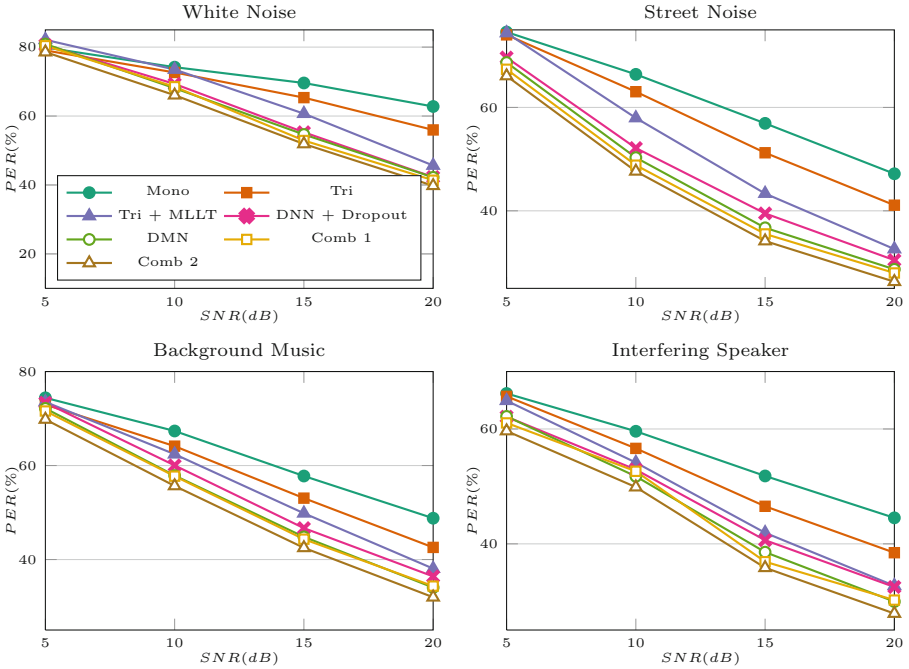 White Noise
80
60
40
20
PER(%)
Mono
Tri
Tri + MLLT
DNN + Dropout
DMN
Comb 1
Comb 2
5
10
15
20
SNR(dB)
Street Noise
60
40
PER(%)
5
10
15
20
SNR(dB)
Background Music
80
60
40
PER(%)
5
10
15
20
SNR(dB)
Interfering Speaker
60
40
PER(%)
5
10
15
20
SNR(dB)